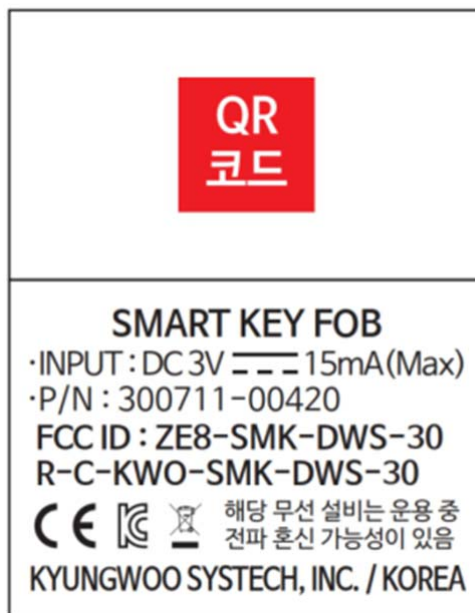 QR
코드
SMART KEY FOB
·INPUT : DC 3V 15mA(Max)
·P/N : 300711-00420
FCC ID : ZE8-SMK-DWS-30
R-C-KWO-SMK-DWS-30
CE 해당 무선 설비는 운용 중
전파 혼신 가능성이 있음
KYUNGWOO SYSTECH, INC. / KOREA